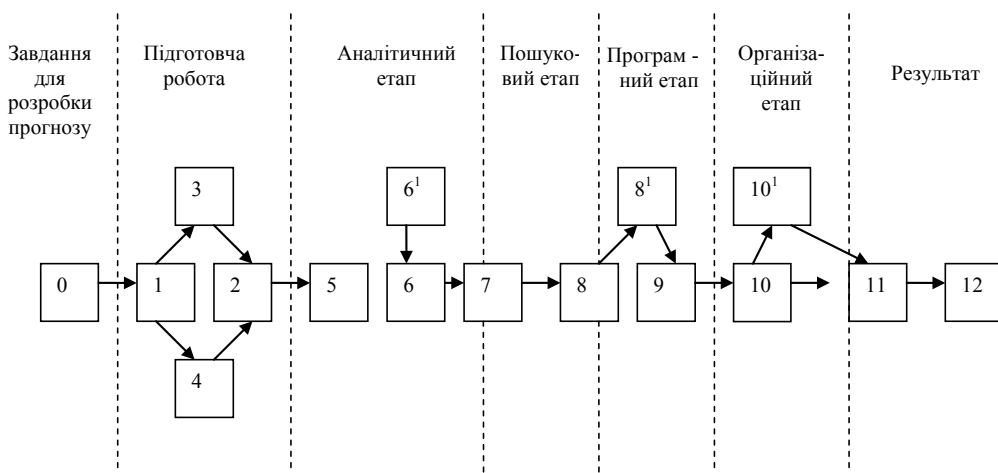 Завдання
для
розробки
прогнозу
Підготовча
робота
Аналітичний
етап
Пошуко-
вий етап
Програм -
ний етап
Організа-
ційний
етап
Результат
3
6¹
8¹
10¹
0
1
2
5
6
7
8
9
10
11
12
4